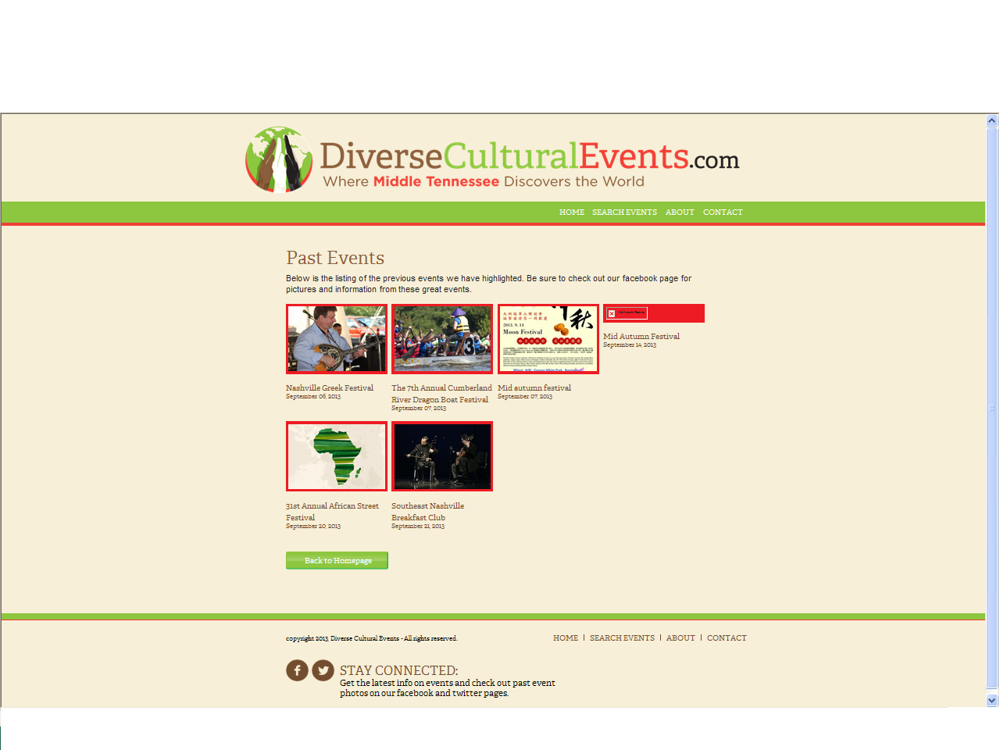 DiverseCulturalEvents.com
Where Middle Tennessee Discovers the World
HOME SEARCH EVENTS ABOUT CONTACT
Past Events
Below is the listing of the previous events we have highlighted. Be sure to check out our facebook page for
pictures and information from these great events.
3
2013. 9. 14
Moon Festival
Nashville Greek Festival
September 06, 2013
The 7th Annual Cumberland
River Dragon Boat Festival
September 07, 2013
Mid autumn festival
September 07, 2013
Mid Autumn Festival
September 14, 2013
31st Annual African Street
Festival
September 20, 2013
Southeast Nashville
Breakfast Club
September 21, 2013
Back to Homepage
copyright 2013, Diverse Cultural Events - All rights reserved.
HOME | SEARCH EVENTS | ABOUT | CONTACT
STAY CONNECTED:
Get the latest info on events and check out past event
photos on our facebook and twitter pages.